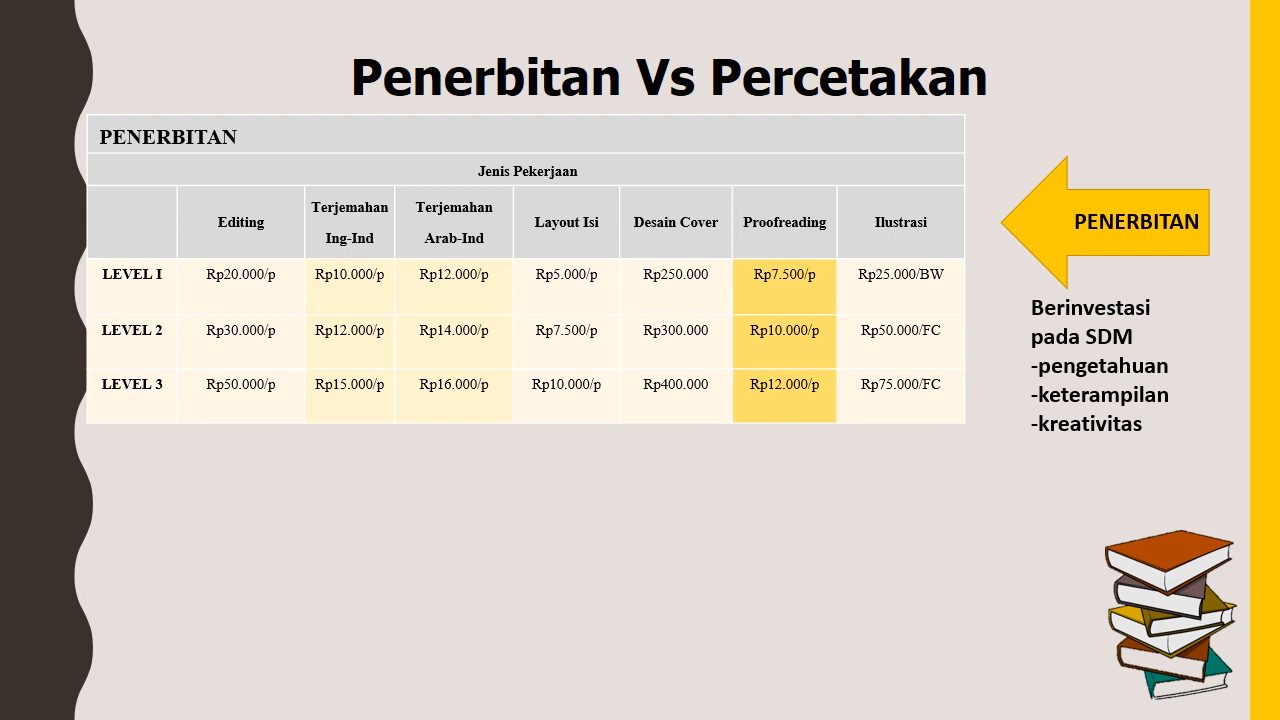 Penerbitan Vs Percetakan
PENERBITAN
Jenis Pekerjaan
Editing Terjemahan Ing-Ind Terjemahan Arab-Ind Layout Isi Desain Cover Proofreading Ilustrasi
LEVEL I Rp20.000/p Rp10.000/p Rp12.000/p Rp5.000/p Rp250.000 Rp7.500/p Rp25.000/BW
LEVEL 2 Rp30.000/p Rp12.000/p Rp14.000/p Rp7.500/p Rp300.000 Rp10.000/p Rp50.000/FC
LEVEL 3 Rp50.000/p Rp15.000/p Rp16.000/p Rp10.000/p Rp400.000 Rp12.000/p Rp75.000/FC
PENERBITAN
Berinvestasi
pada SDM
-pengetahuan
-keterampilan
-kreativitas